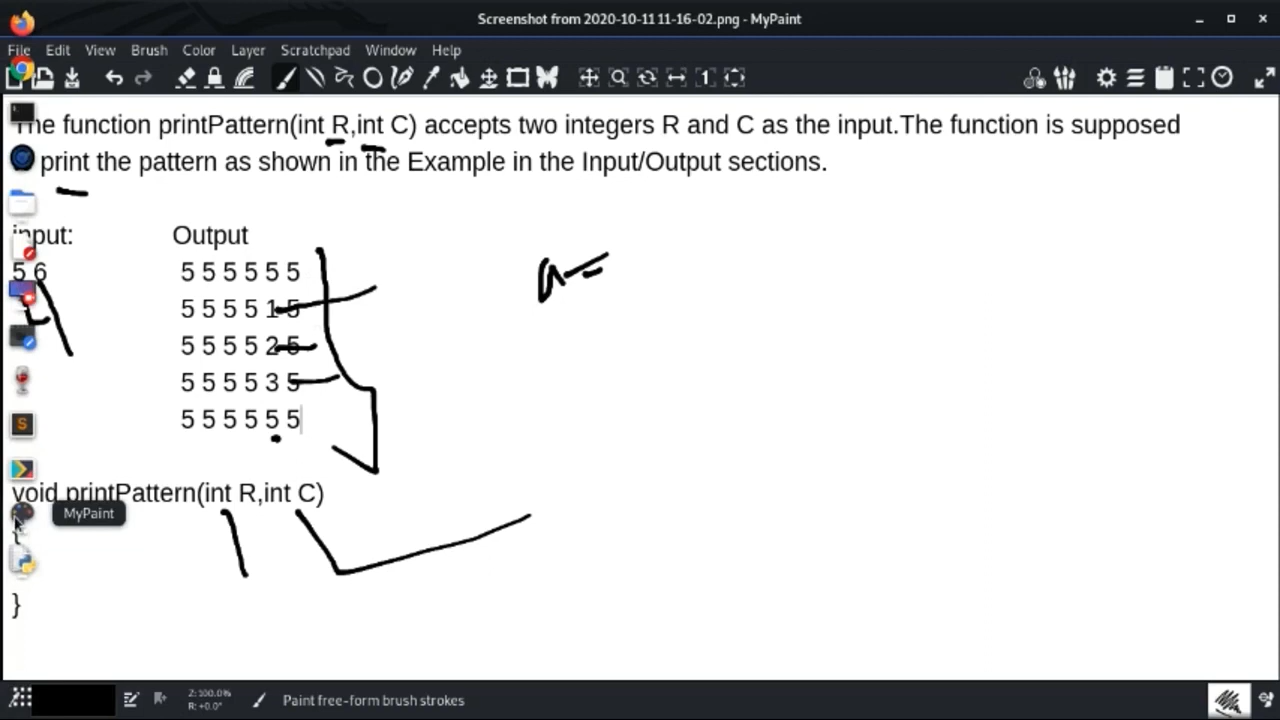 Screenshot from 2020-10-11 11-16-02.png - MyPaint
File Edit View Brush Color Layer Scratchpad Window Help
The function printPattern(int R,int C) accepts two integers R and C as the input.The function is supposed
print the pattern as shown in the Example in the Input/Output sections.
input: Output
5 6 5 5 5 5 5 5
5 5 5 5 1 5
5 5 5 5 2 5
5 5 5 5 3 5
5 5 5 5 5 5
a=
void printPattern(int R,int C)
MyPaint
{
}
Z: 100.0%
R: +0.0°
Paint free-form brush strokes